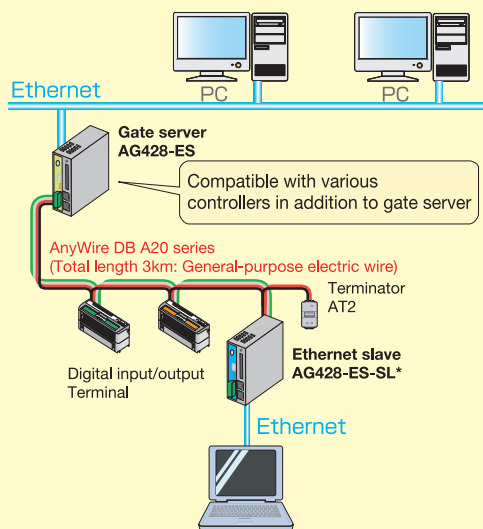 PC
PC
Ethernet
Gate server
AG428-ES
Compatible with various
controllers in addition to gate server
AnyWire DB A20 series
(Total length 3km: General-purpose electric wire)
Terminator
AT2
Digital input/output
Terminal
Ethernet slave
AG428-ES-SL*
Ethernet